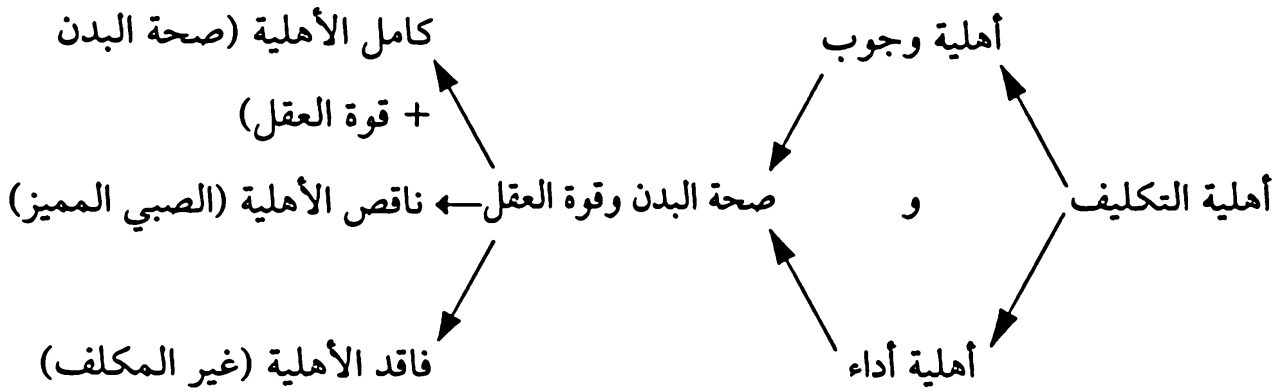 أهلية وجوب
كامل الأهلية (صحة البدن
+ قوة العقل)
أهلية التكليف
و
صحة البدن وقوة العقل
ناقص الأهلية (الصبي المميز)
أهلية أداء
فاقد الأهلية (غير المكلف)